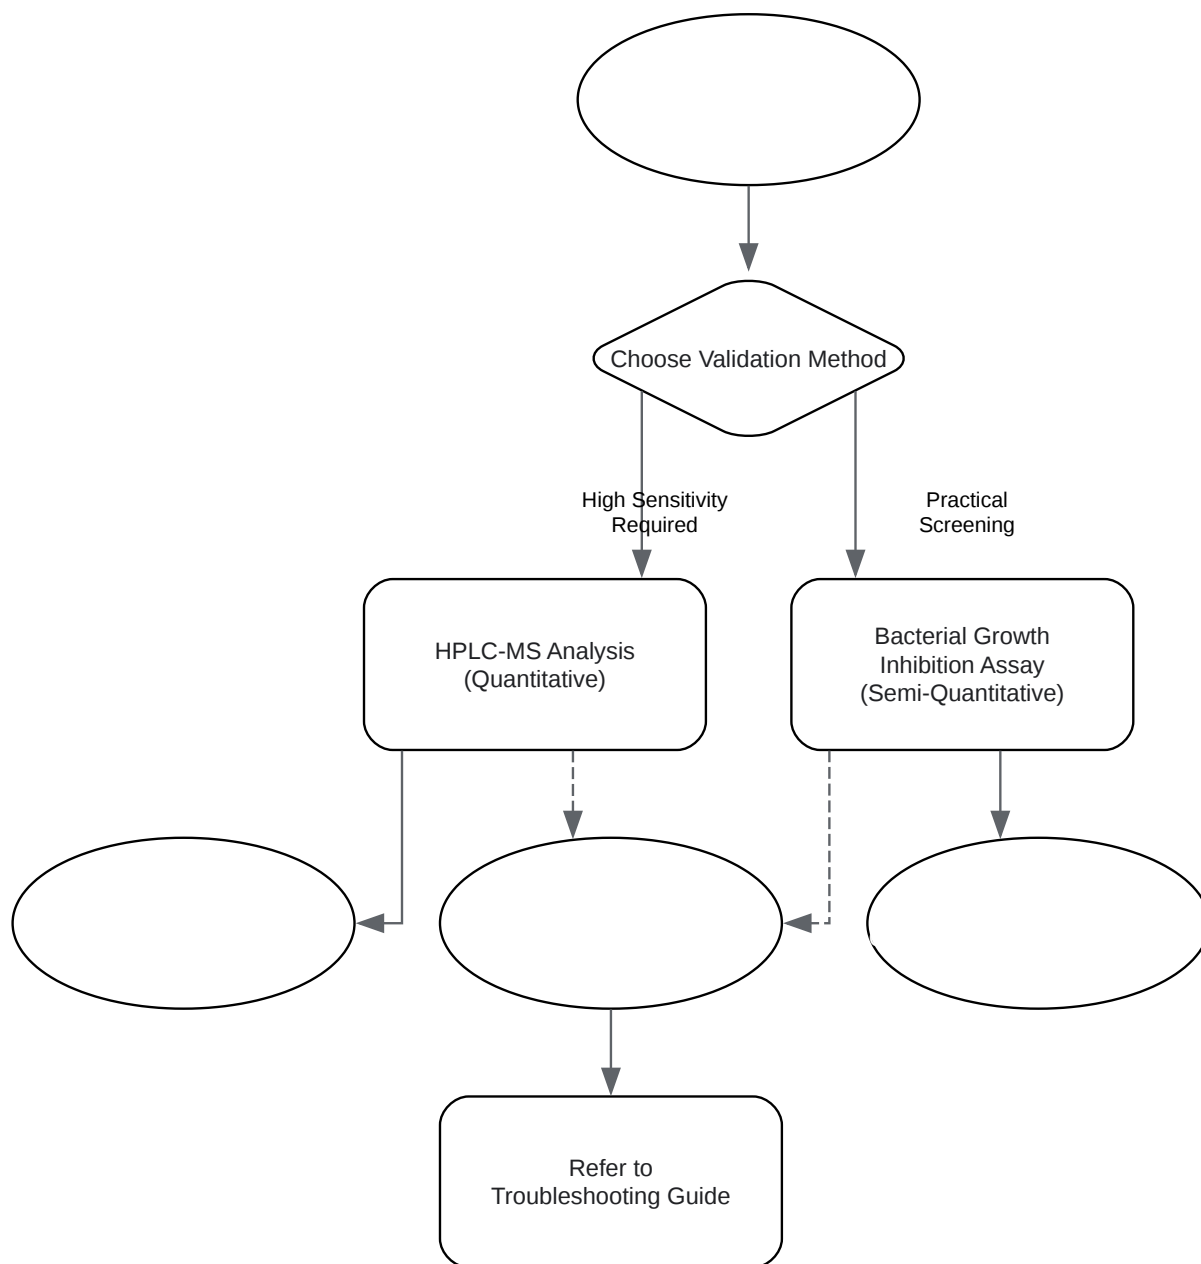 Choose Validation Method
High Sensitivity
Required
Practical
Screening
HPLC-MS Analysis
(Quantitative)
Bacterial Growth
Inhibition Assay
(Semi-Quantitative)
Refer to
Troubleshooting Guide